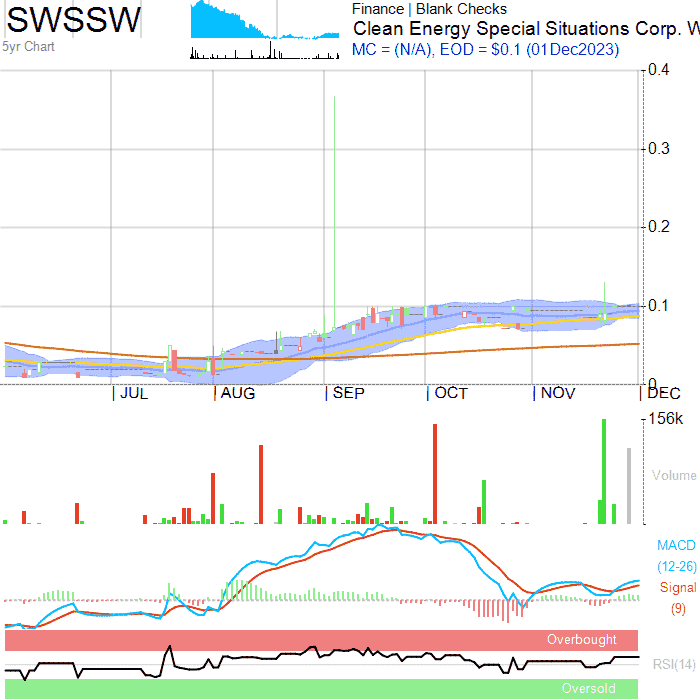 SWSSW
5yr Chart
Finance | Blank Checks
Clean Energy Special Situations Corp. W
MC = (N/A), EOD = $0.1 (01Dec2023)
0.4
0.3
0.2
0.1
0
JUL AUG SEP OCT NOV DEC
156k
Volume
MACD
(12-26)
Signal
(9)
Overbought
RSI(14)
Oversold